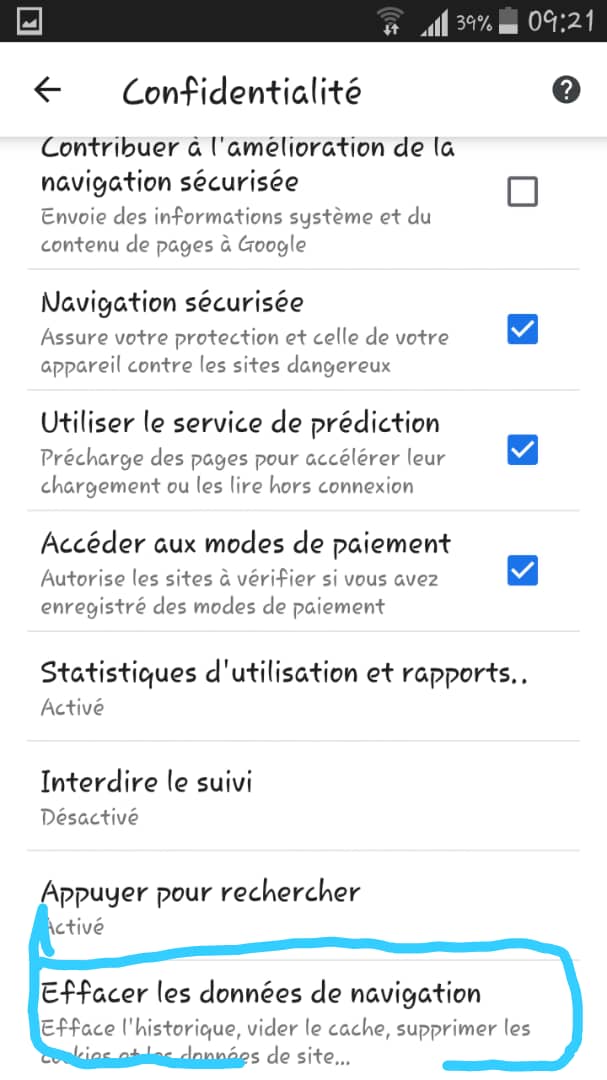 39% 09:21
Confidentialité
Contribuer à l'amélioration de la
navigation sécurisée
Envoie des informations système et du
contenu de pages à Google
Navigation sécurisée
Assure votre protection et celle de votre
appareil contre les sites dangereux
Utiliser le service de prédiction
Précharge des pages pour accélérer leur
chargement ou les lire hors connexion
Accéder aux modes de paiement
Autorise les sites à vérifier si vous avez
enregistré des modes de paiement
Statistiques d'utilisation et rapports..
Activé
Interdire le suivi
Désactivé
Appuyer pour rechercher
Activé
Effacer les données de navigation
Efface l'historique, vider le cache, supprimer les
cookies et les données de site...